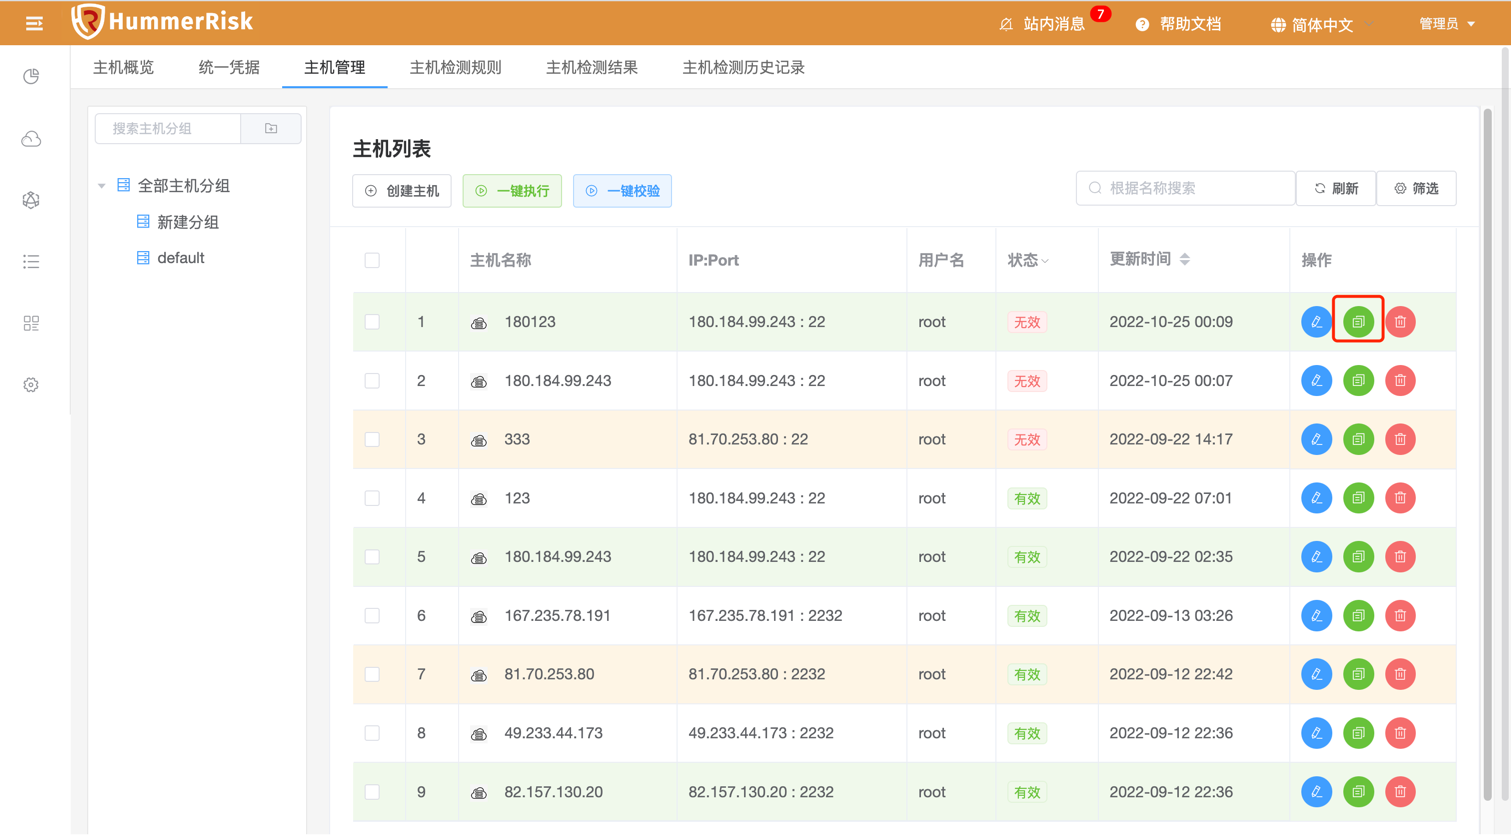 HummerRisk
站内消息 7 帮助文档 简体中文 管理员
主机概览 统一凭据 主机管理 主机检测规则 主机检测结果 主机检测历史记录
搜索主机分组
全部主机分组
新建分组
default
主机列表
创建主机 一键执行 一键校验 根据名称搜索 刷新 筛选
主机名称 IP:Port 用户名 状态 更新时间 操作
1 180123 180.184.99.243 : 22 root 无效 2022-10-25 00:09
2 180.184.99.243 180.184.99.243 : 22 root 无效 2022-10-25 00:07
3 333 81.70.253.80 : 22 root 无效 2022-09-22 14:17
4 123 180.184.99.243 : 22 root 有效 2022-09-22 07:01
5 180.184.99.243 180.184.99.243 : 22 root 有效 2022-09-22 02:35
6 167.235.78.191 167.235.78.191 : 2232 root 有效 2022-09-13 03:26
7 81.70.253.80 81.70.253.80 : 2232 root 有效 2022-09-12 22:42
8 49.233.44.173 49.233.44.173 : 2232 root 有效 2022-09-12 22:36
9 82.157.130.20 82.157.130.20 : 2232 root 有效 2022-09-12 22:36